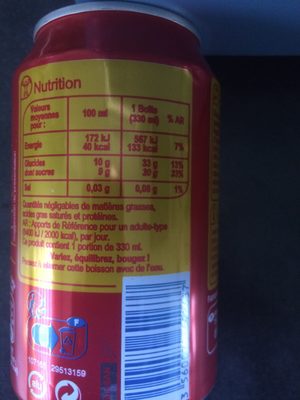 Nutrition
Valeurs moyennes pour : 100 ml 1 Boîte (330 ml) % AR
Energie 172 kJ 40 kcal 567 kJ 133 kcal 7%
Glucides 10 g 33 g 13%
dont sucres 9 g 30 g 33%
Sel 0,03 g 0,08 g 1%
Quantités négligables de matières grasses,
acides gras saturés et protéines.
AR : Apports de Référence pour un adulte-type
(8400 kJ / 2000 kcal), par jour.
Ce produit contient 1 portion de 330 ml.
Variez, équilibrez, bougez !
Pensez à alterner cette boisson avec de l'eau.
29513159
alu